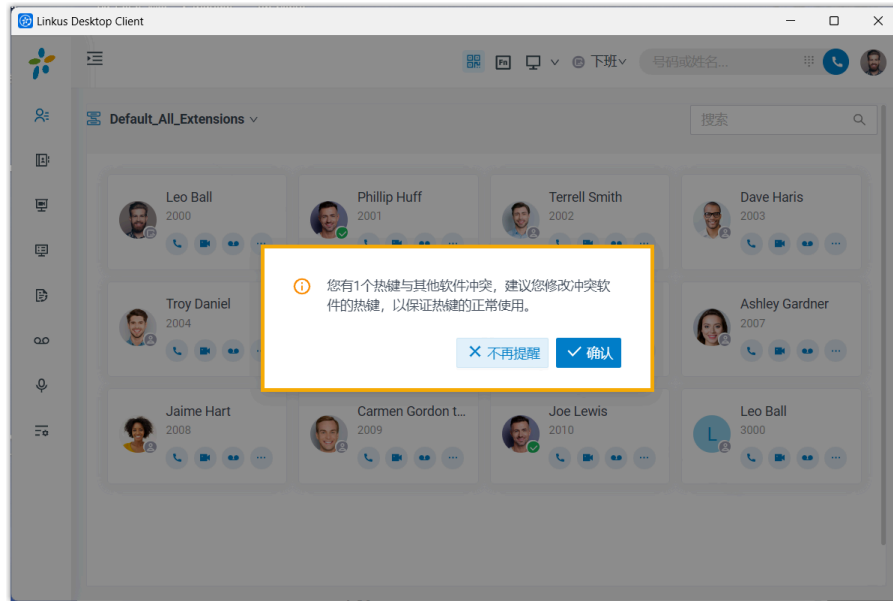 Linkus Desktop Client
Fn
下班
号码或姓名...
Default_All_Extensions
搜索
Leo Ball
2000
Phillip Huff
2001
Terrell Smith
2002
Dave Haris
2003
您有1个热键与其他软件冲突，建议您修改冲突软
件的热键，以保证热键的正常使用。
不再提醒
确认
Troy Daniel
2004
Ashley Gardner
2007
Jaime Hart
2008
Carmen Gordon t...
2009
Joe Lewis
2010
L
Leo Ball
3000